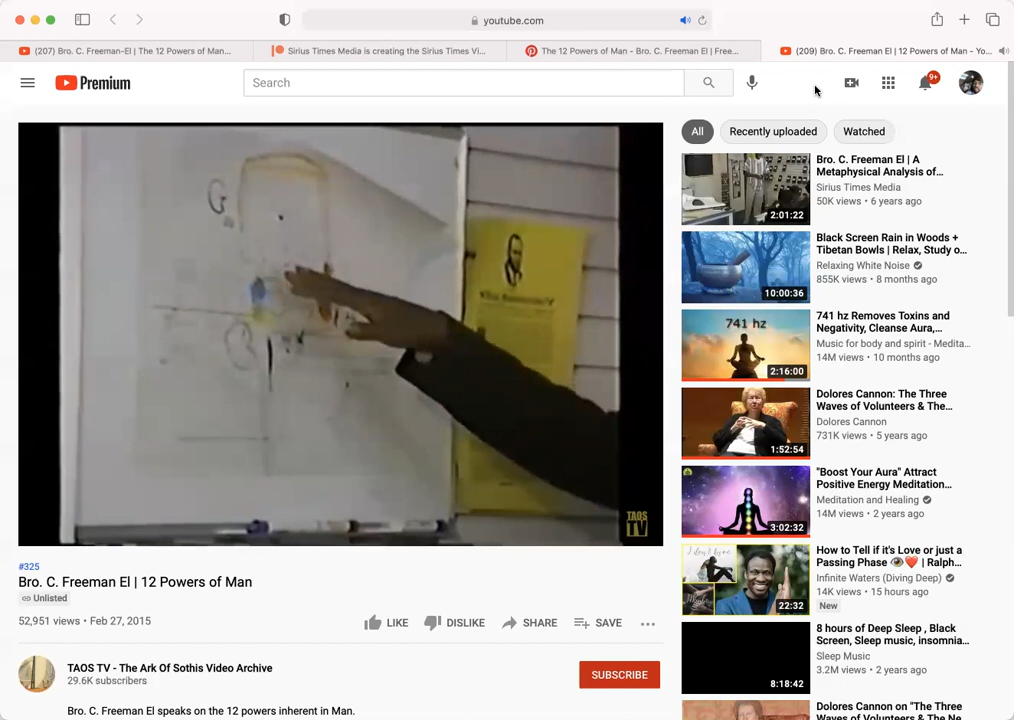 youtube.com
(207) Bro. C. Freeman-El | The 12 Powers of Man...
Sirius Times Media is creating the Sirius Times Vi...
The 12 Powers of Man - Bro. C. Freeman El | Free...
(209) Bro. C. Freeman El | 12 Powers of Man - Yo...
Premium
Search
9+
All
Recently uploaded
Watched
TAOS
TV
#325
Bro. C. Freeman El | 12 Powers of Man
Unlisted
52,951 views • Feb 27, 2015
LIKE
DISLIKE
SHARE
SAVE
TAOS TV - The Ark Of Sothis Video Archive
29.6K subscribers
SUBSCRIBE
Bro. C. Freeman El speaks on the 12 powers inherent in Man.
2:01:22
Bro. C. Freeman El | A
Metaphysical Analysis of...
Sirius Times Media
50K views • 6 years ago
10:00:36
Black Screen Rain in Woods +
Tibetan Bowls | Relax, Study o...
Relaxing White Noise
855K views • 8 months ago
741 hz
2:16:00
741 hz Removes Toxins and
Negativity, Cleanse Aura,...
Music for body and spirit - Medita...
14M views • 10 months ago
1:52:54
Dolores Cannon: The Three
Waves of Volunteers & The...
Dolores Cannon
731K views • 5 years ago
3:02:32
"Boost Your Aura" Attract
Positive Energy Meditation...
Meditation and Healing
14M views • 2 years ago
22:32
How to Tell if it's Love or just a
Passing Phase 👁️❤️ | Ralph...
Infinite Waters (Diving Deep)
14K views • 15 hours ago
New
8:18:42
8 hours of Deep Sleep , Black
Screen, Sleep music, insomnia...
Sleep Music
3.2M views • 2 years ago
Dolores Cannon on "The Three
Waves of Volunteers & The Ne